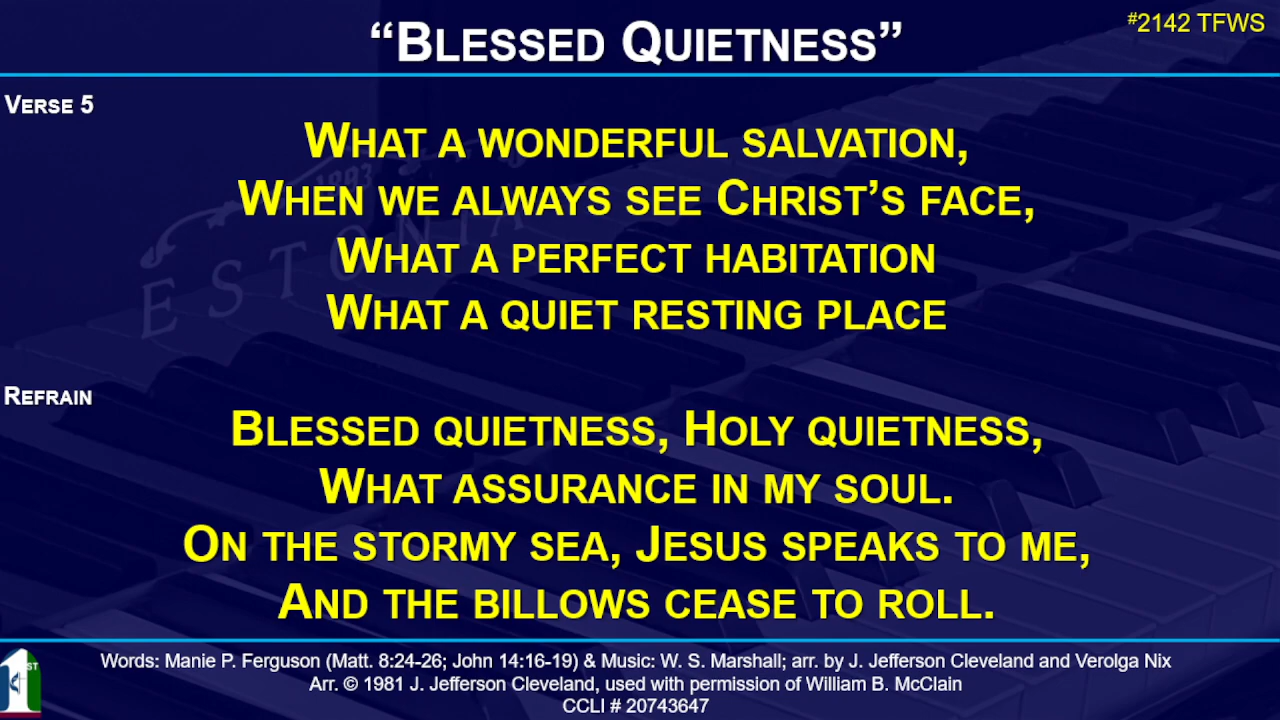 “Blessed Quietness”
#2142 TFWS
Verse 5
What a wonderful salvation,
When we always see Christ’s face,
What a perfect habitation
What a quiet resting place
Refrain
Blessed quietness, Holy quietness,
What assurance in my soul.
On the stormy sea, Jesus speaks to me,
And the billows cease to roll.
Words: Manie P. Ferguson (Matt. 8:24-26; John 14:16-19) & Music: W. S. Marshall; arr. by J. Jefferson Cleveland and Verolga Nix
Arr. © 1981 J. Jefferson Cleveland, used with permission of William B. McClain
CCLI # 20743647
1ST
1893
ESTONIA